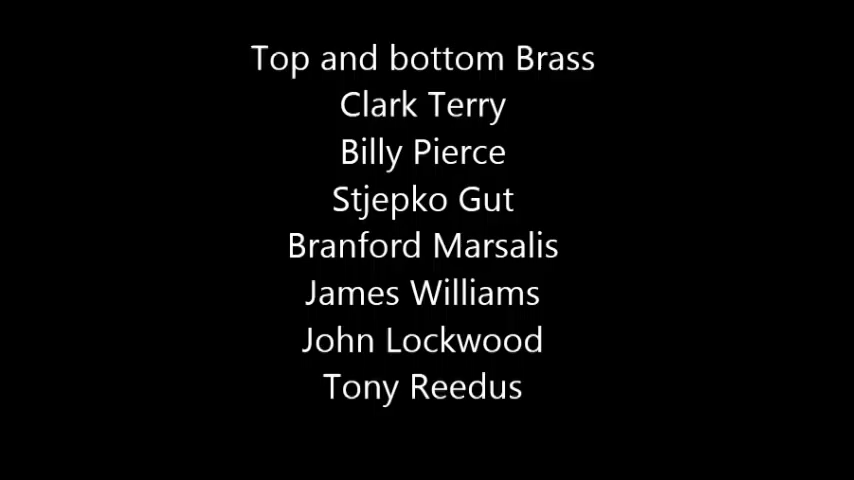 Top and bottom Brass
Clark Terry
Billy Pierce
Stjepko Gut
Branford Marsalis
James Williams
John Lockwood
Tony Reedus